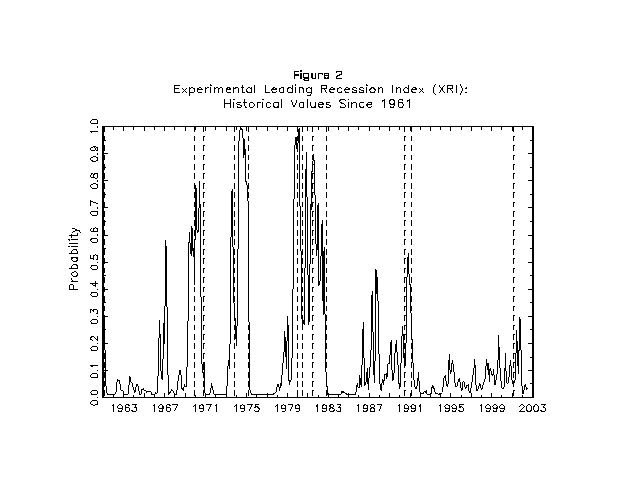 Figure 2
Experimental Leading Recession Index (XRI):
Historical Values Since 1961
Probability
1.0
0.9
0.8
0.7
0.6
0.5
0.4
0.3
0.2
0.1
0.0
1963 1967 1971 1975 1979 1983 1987 1991 1995 1999 2003